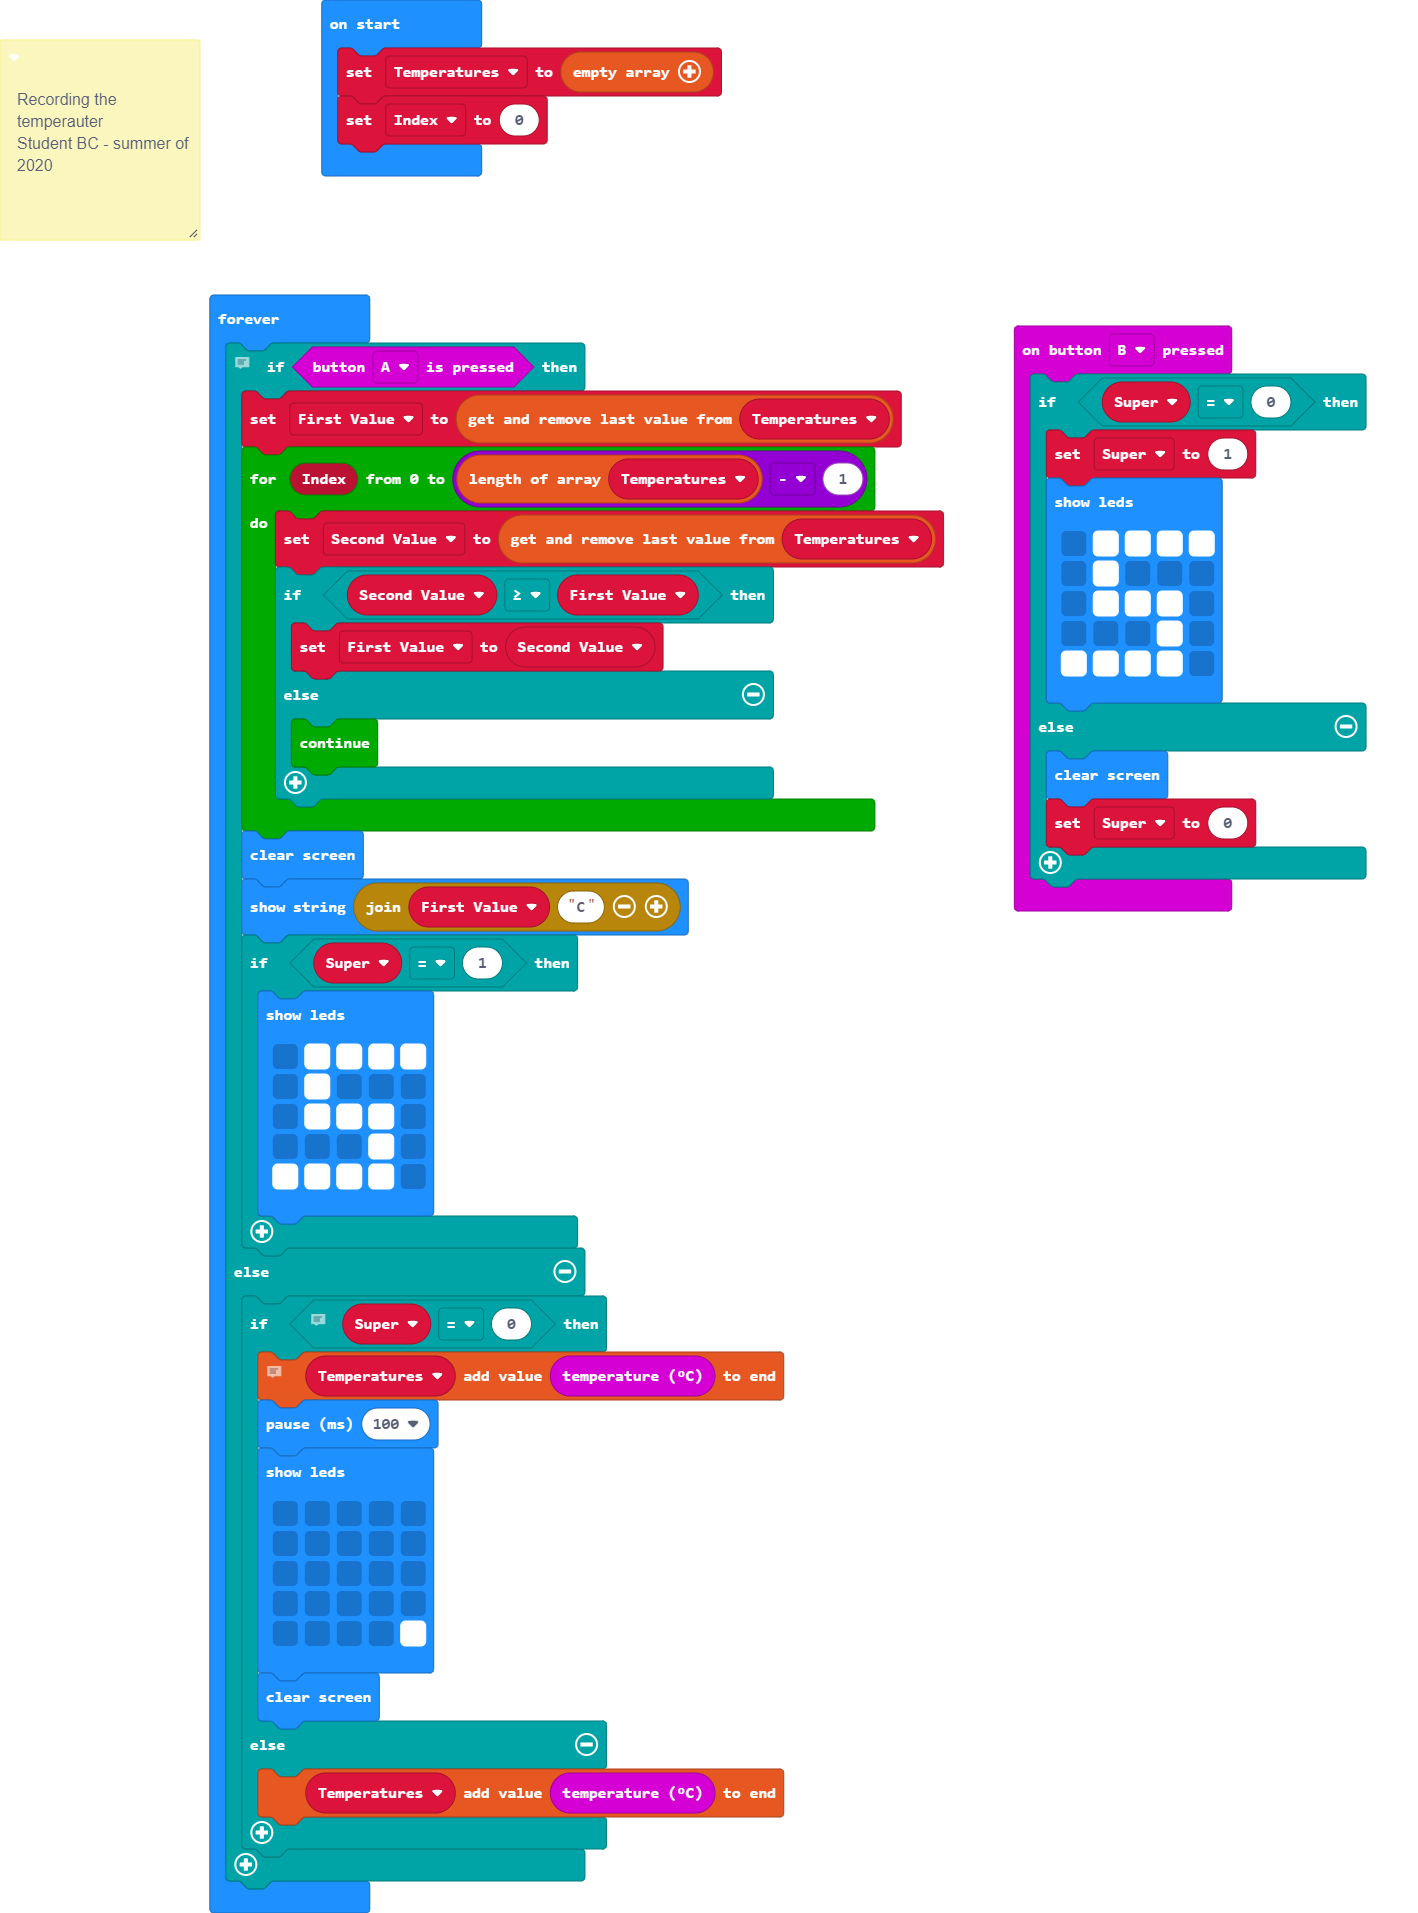 on start
set Temperatures to empty array
set Index to 0
Recording the
temperauter
Student BC - summer of
2020
forever
if button A is pressed then
set First Value to get and remove last value from Temperatures
for Index from 0 to length of array Temperatures - 1
do
set Second Value to get and remove last value from Temperatures
if Second Value ≥ First Value then
set First Value to Second Value
else
continue
clear screen
show string join First Value "C"
if Super = 1 then
show leds
else
if Super = 0 then
Temperatures add value temperature (ºC) to end
pause (ms) 100
show leds
clear screen
else
Temperatures add value temperature (ºC) to end
on button B pressed
if Super = 0 then
set Super to 1
show leds
else
clear screen
set Super to 0